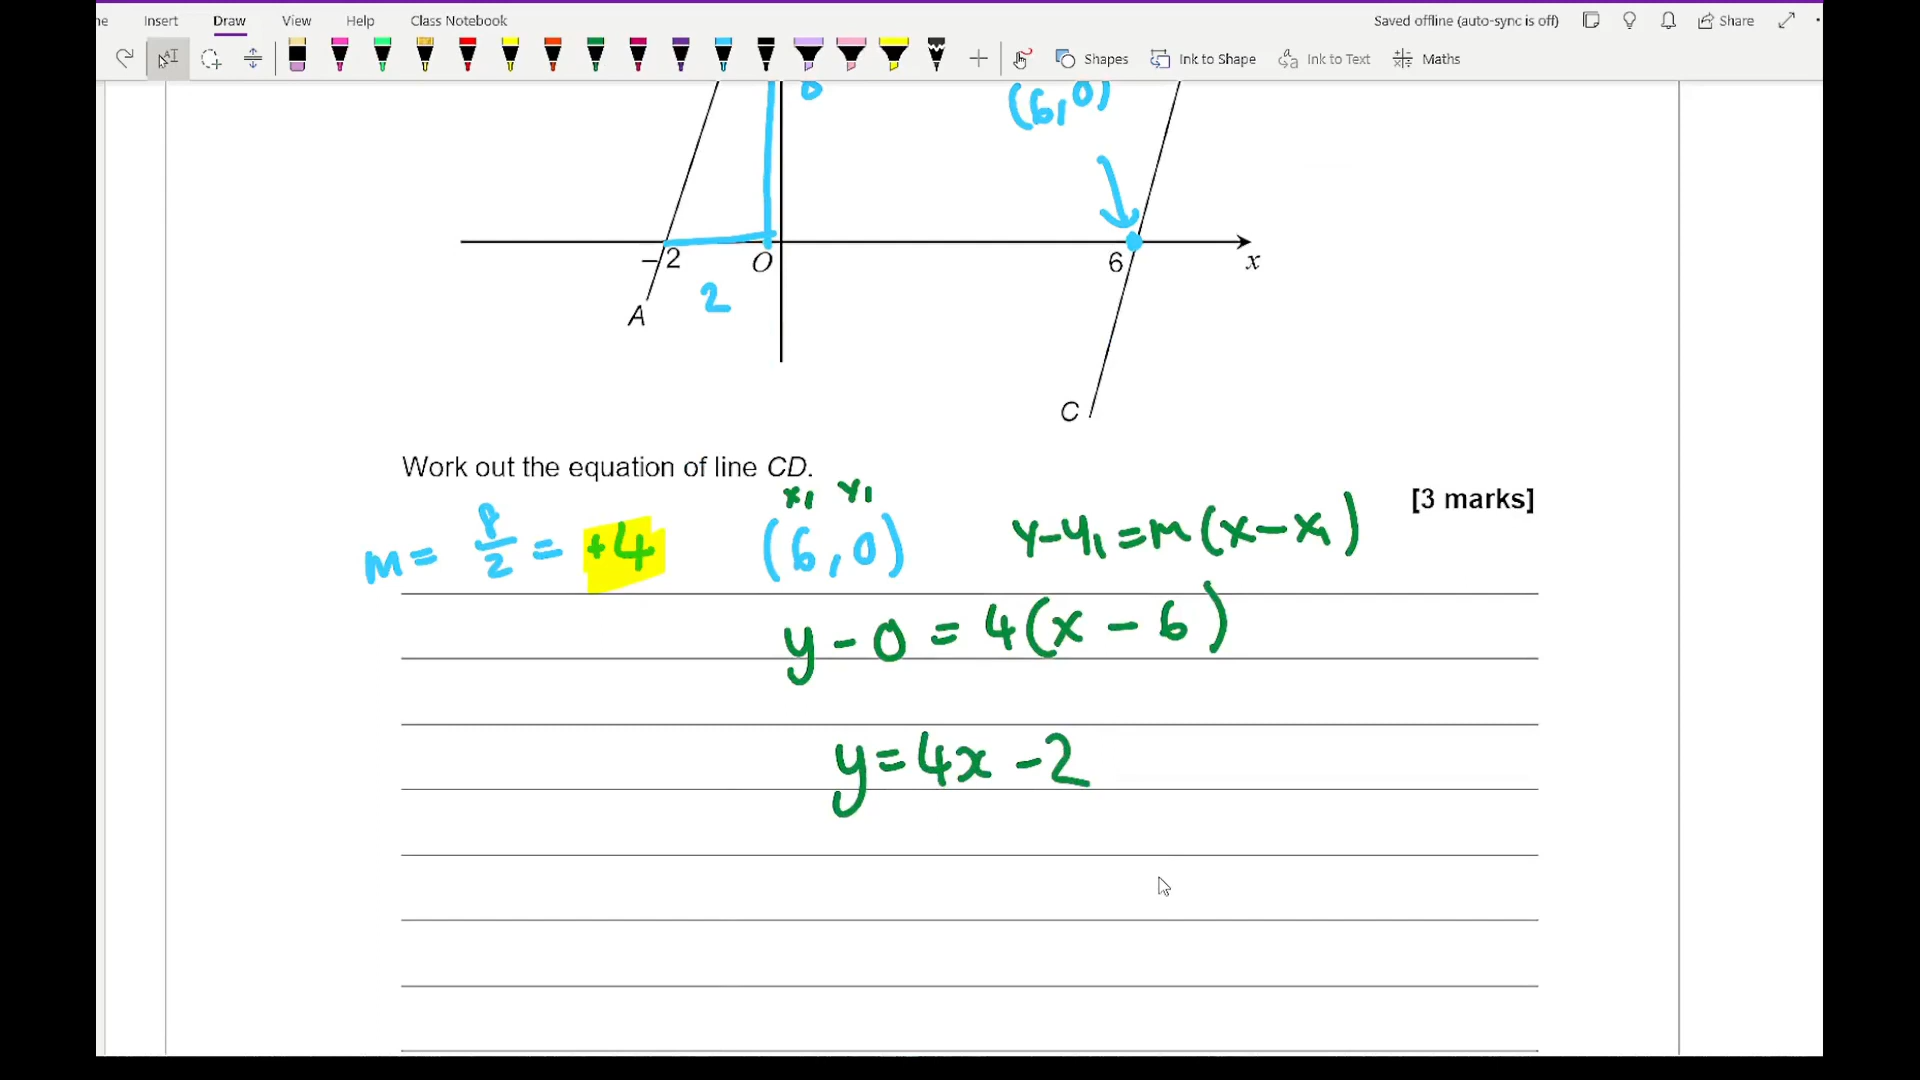 Insert Draw View Help Class Notebook Saved offline (auto-sync is off) Share
Shapes Ink to Shape Ink to Text Maths
(6,0)
-2 O 6 x
2
A
C
Work out the equation of line CD.
[3 marks]
x₁ y₁
m = 8/2 = +4 (6,0) y-y₁=m(x-x₁)
y-0 = 4(x-6)
y=4x-2